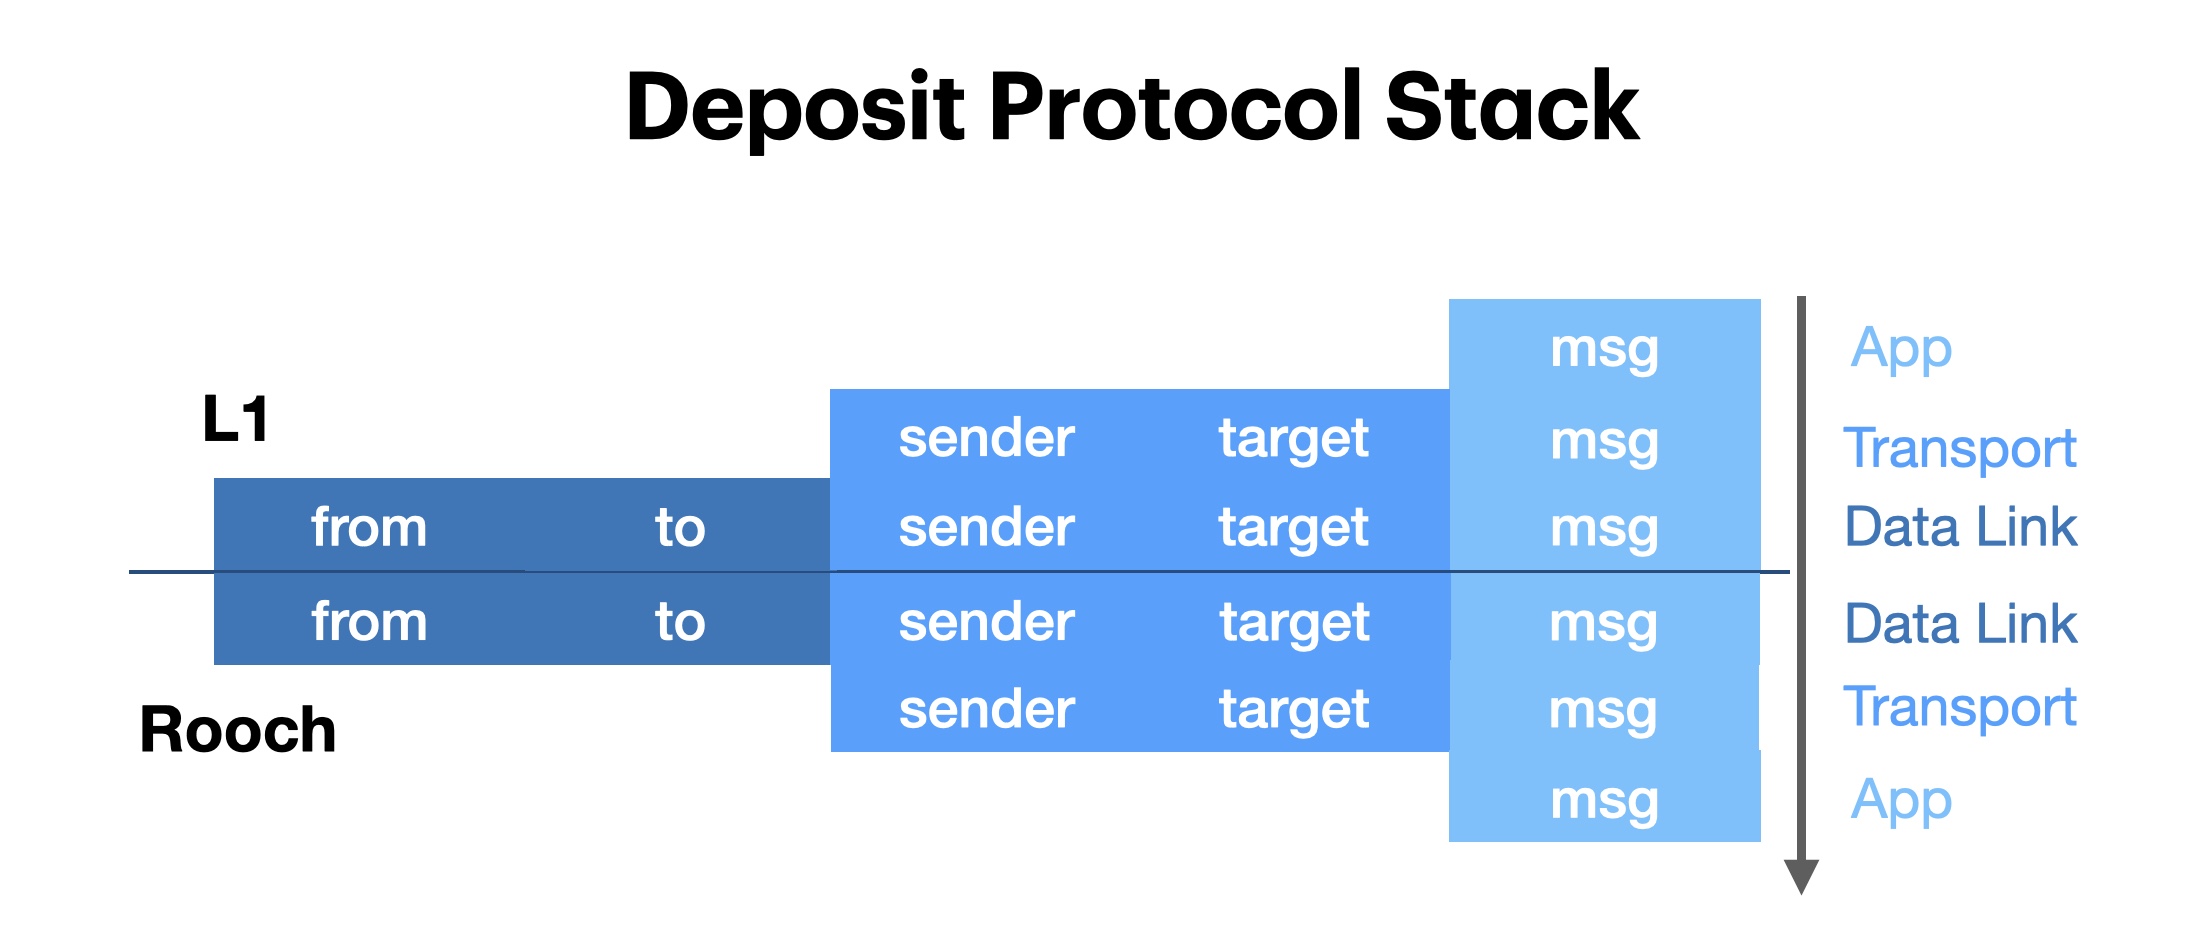 Deposit Protocol Stack
msg App
L1
sender target msg Transport
from to sender target msg Data Link
from to sender target msg Data Link
sender target msg Transport
Rooch
msg App